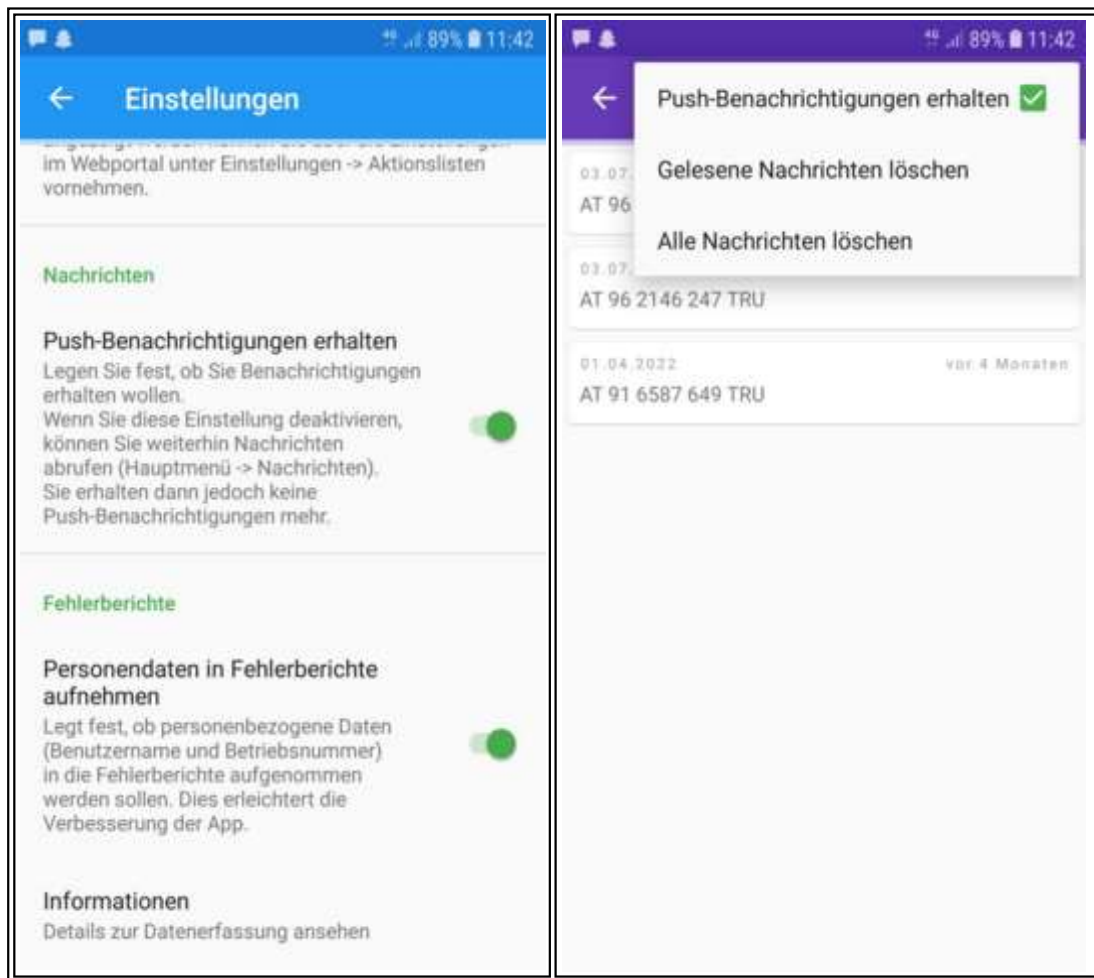 89% 11:42
Einstellungen
im Webportal unter Einstellungen -> Aktionslisten
vornehmen.
Nachrichten
Push-Benachrichtigungen erhalten
Legen Sie fest, ob Sie Benachrichtigungen
erhalten wollen.
Wenn Sie diese Einstellung deaktivieren,
können Sie weiterhin Nachrichten
abrufen (Hauptmenü -> Nachrichten).
Sie erhalten dann jedoch keine
Push-Benachrichtigungen mehr.
Fehlerberichte
Personendaten in Fehlerberichte
aufnehmen
Legt fest, ob personenbezogene Daten
(Benutzername und Betriebsnummer)
in die Fehlerberichte aufgenommen
werden sollen. Dies erleichtert die
Verbesserung der App.
Informationen
Details zur Datenerfassung ansehen
89% 11:42
Push-Benachrichtigungen erhalten
Gelesene Nachrichten löschen
Alle Nachrichten löschen
03.07.
AT 96
03.07.
AT 96 2146 247 TRU
01.04.2022 vor 4 Monaten
AT 91 6587 649 TRU